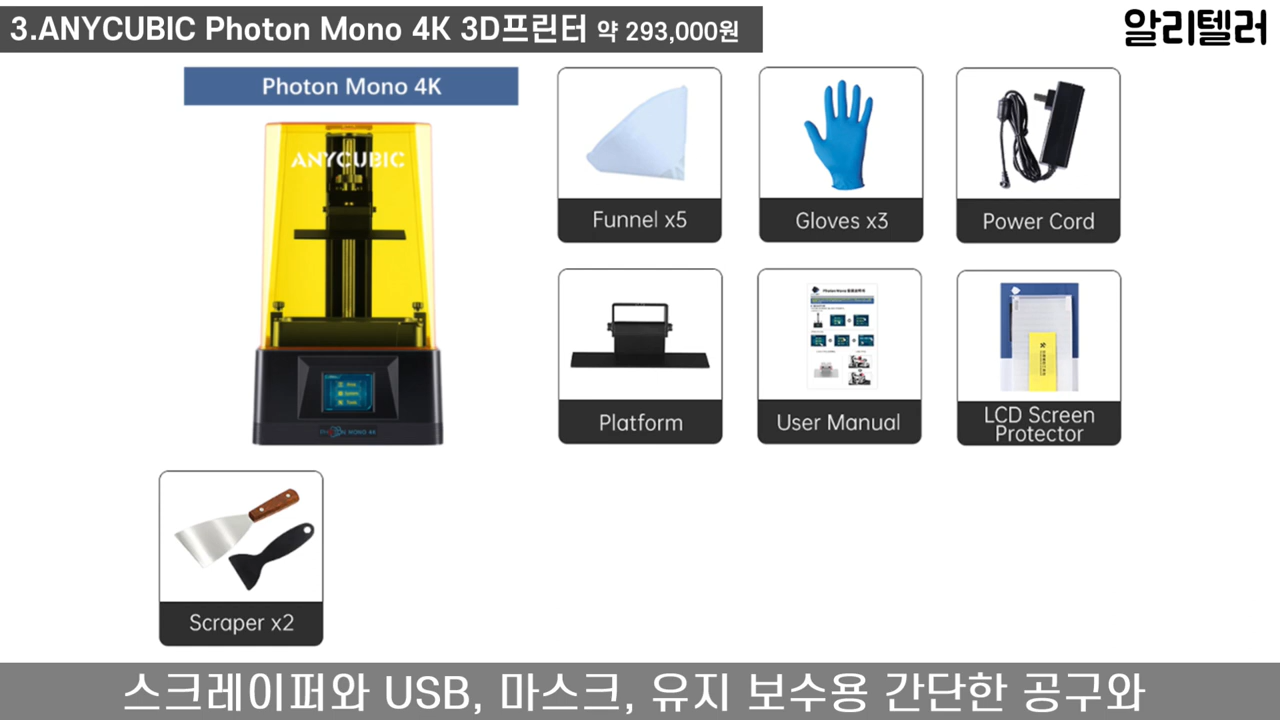 3.ANYCUBIC Photon Mono 4K 3D프린터 약 293,000원
알리텔러
Photon Mono 4K
ANYCUBIC
Funnel x5
Gloves x3
Power Cord
Platform
User Manual
LCD Screen
Protector
Scraper x2
스크레이퍼와 USB, 마스크, 유지 보수용 간단한 공구와